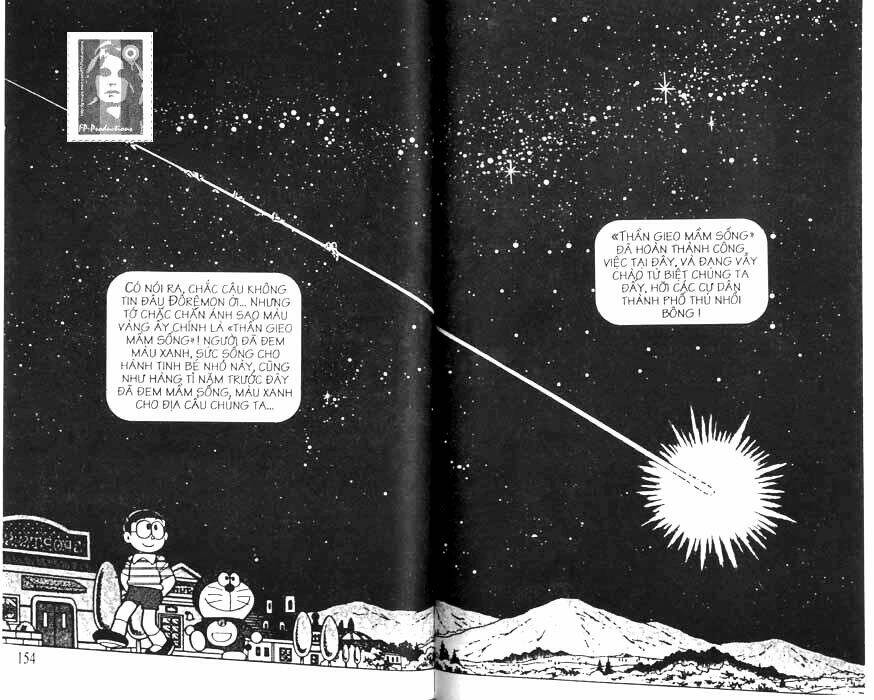 FP-Productions
CÓ NÓI RA, CHẮC CẬU KHÔNG
TIN ĐÂU ĐÔRÊMON ƠI... NHƯNG
TỚ CHẮC CHẮN ÁNH SAO MÀU
VÀNG ẤY CHÍNH LÀ «THẦN GIEO
MẦM SỐNG»! NGƯỜI ĐÃ ĐEM
MÀU XANH, SỨC SỐNG CHO
HÀNH TINH BÉ NHỎ NÀY, CŨNG
NHƯ HÀNG TỈ NĂM TRƯỚC ĐÂY
ĐÃ ĐEM MẦM SỐNG, MÀU XANH
CHO ĐỊA CẦU CHÚNG TA...
«THẦN GIEO MẦM SỐNG»
ĐÃ HOÀN THÀNH CÔNG
VIỆC TẠI ĐÂY, VÀ ĐANG VẪY
CHÀO TỪ BIỆT CHÚNG TA
ĐẤY, HỠI CÁC CƯ DÂN
THÀNH PHỐ THÚ NHỒI
BÔNG !
154